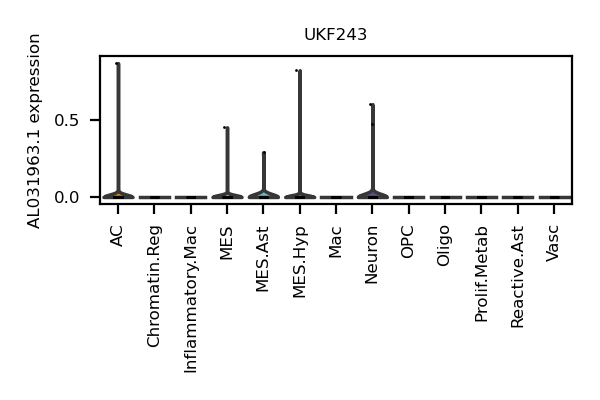 UKF243
AL031963.1 expression
0.5
0.0
AC
Chromatin.Reg
Inflammatory.Mac
MES
MES.Ast
MES.Hyp
Mac
Neuron
OPC
Oligo
Prolif.Metab
Reactive.Ast
Vasc